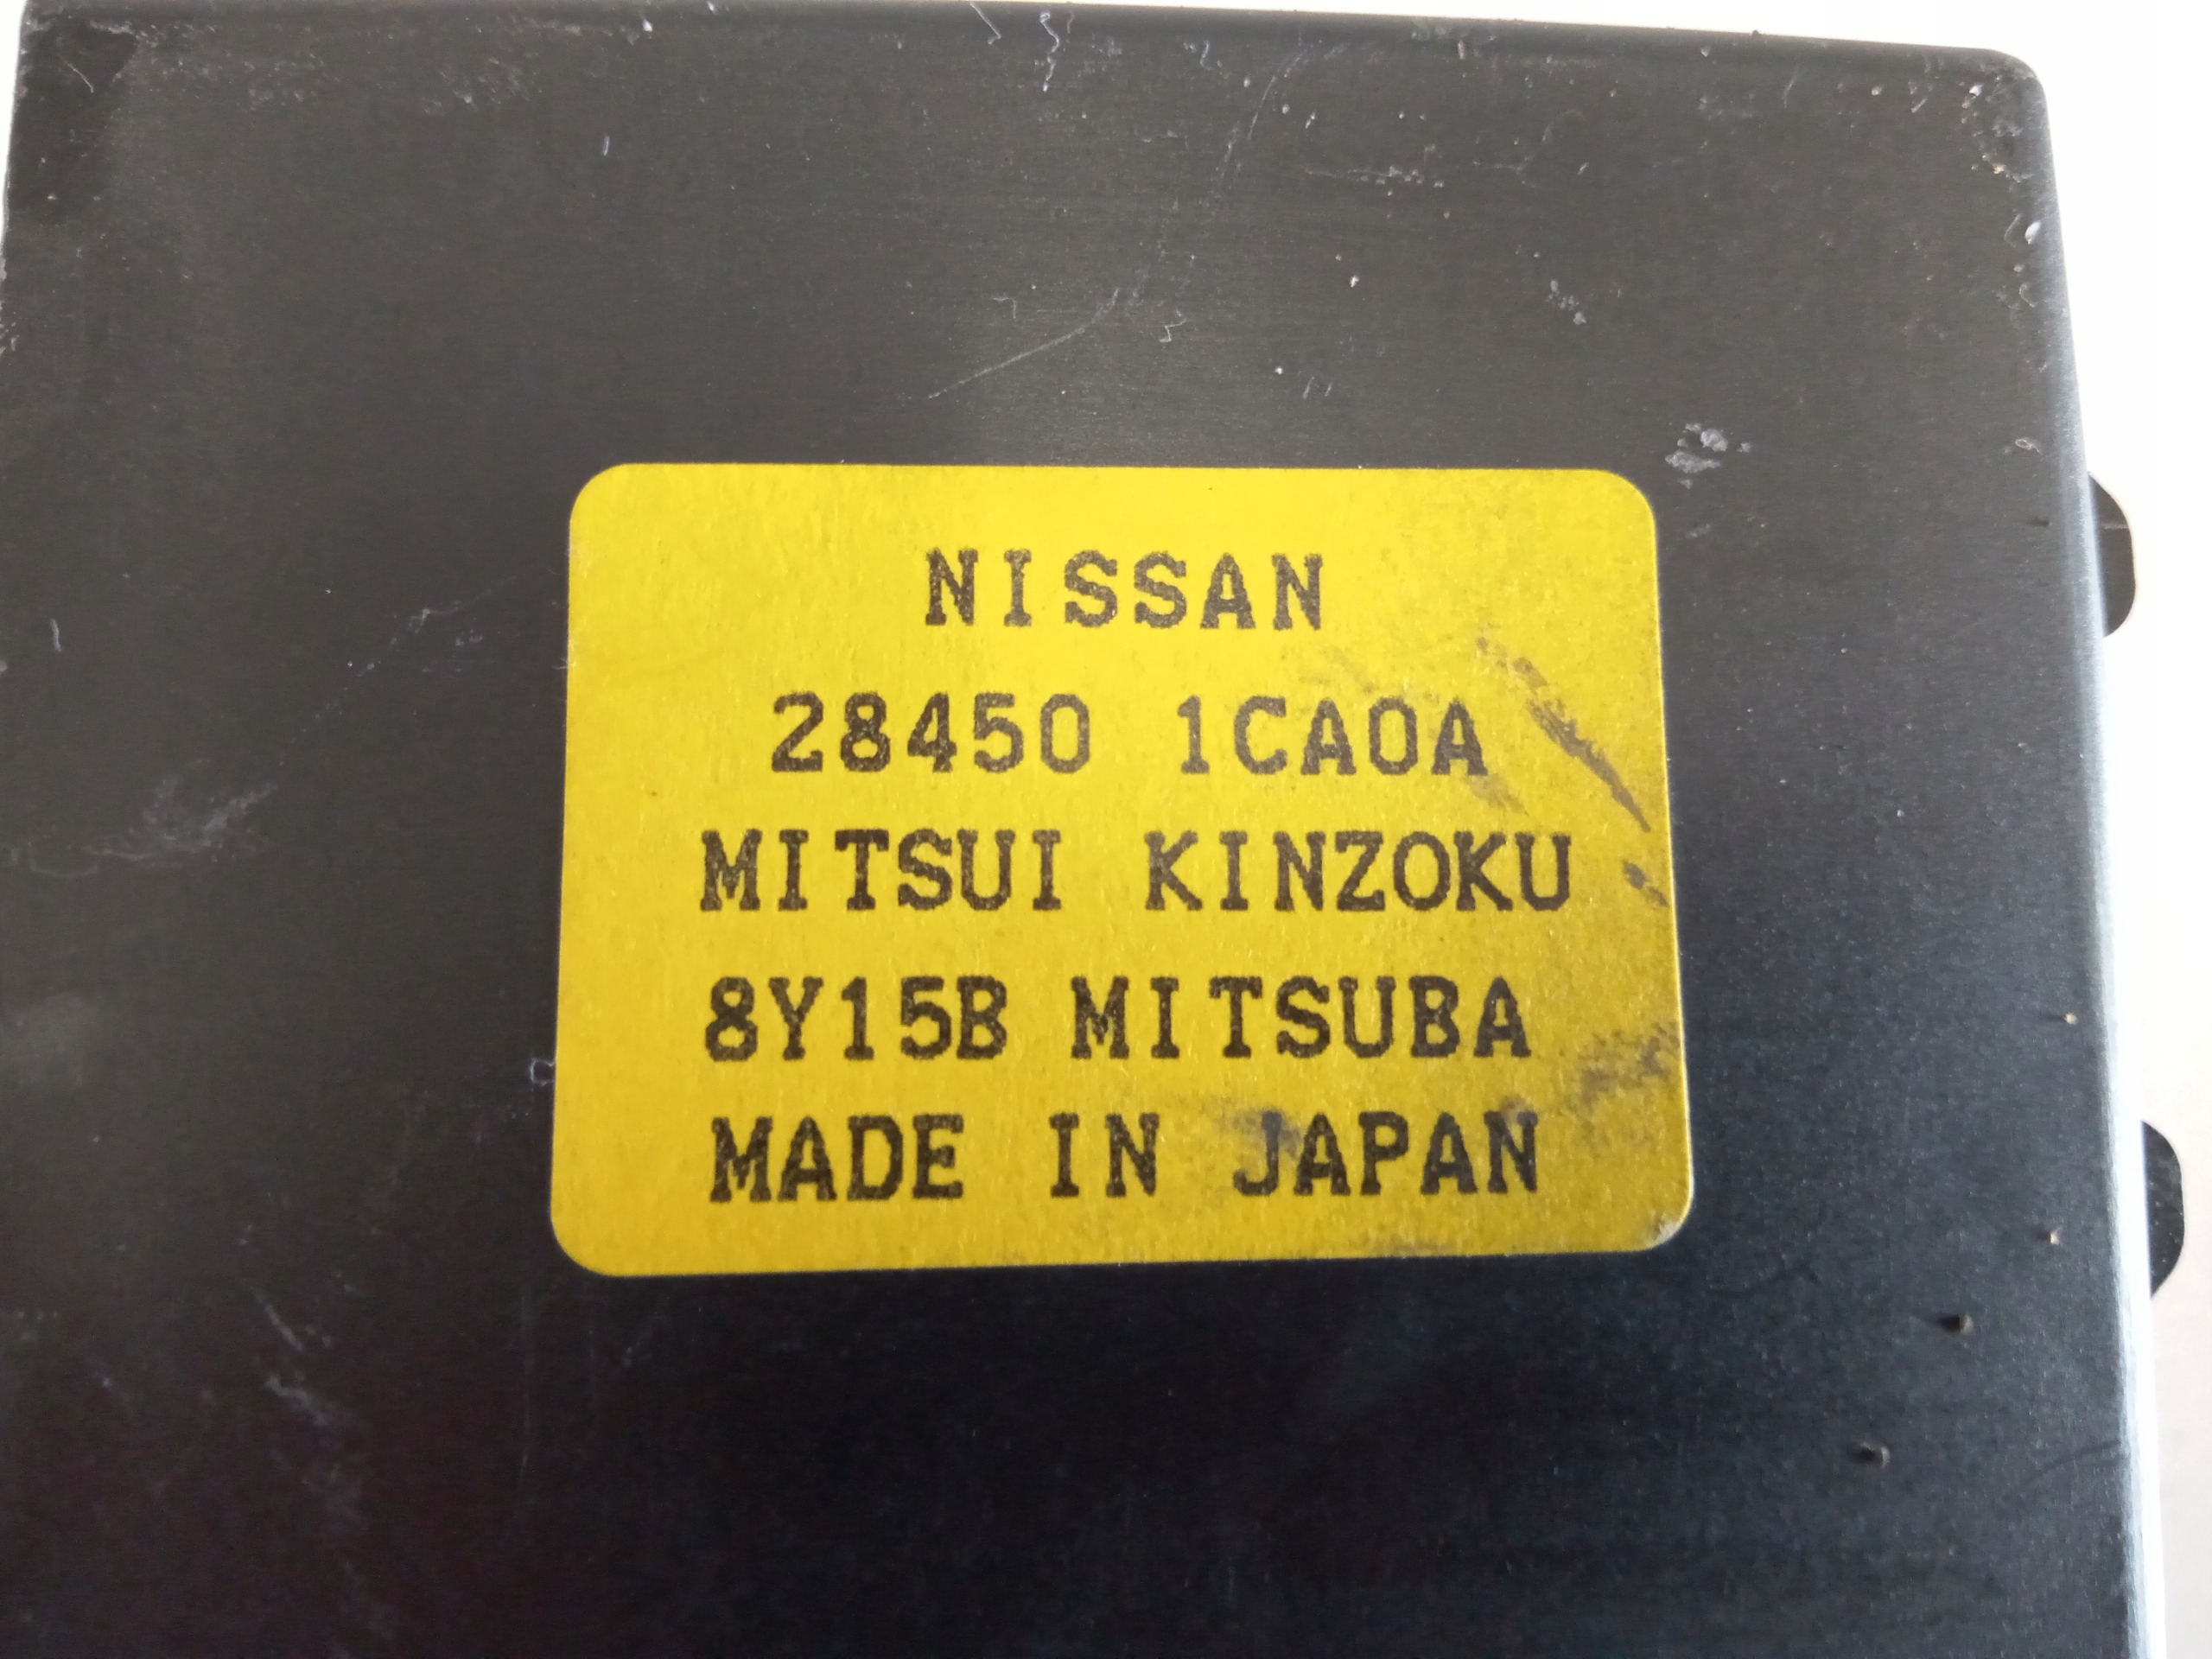 NISSAN
28450 1CA0A
MITSUI KINZOKU
8Y15B MITSUBA
MADE IN JAPAN